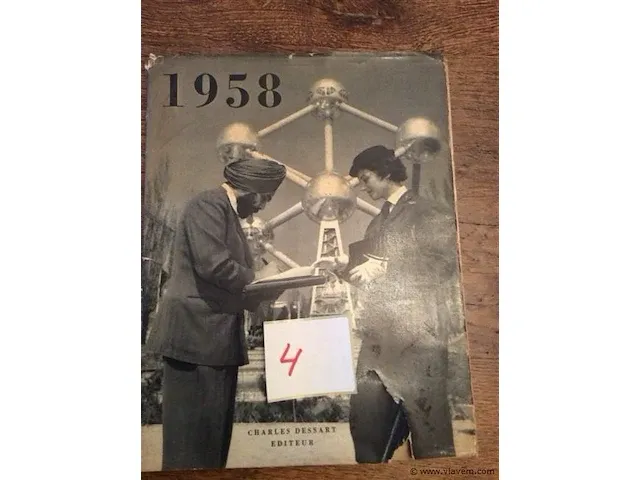 1958
4
CHARLES DESSART
EDITEUR
© www.vlavem.com